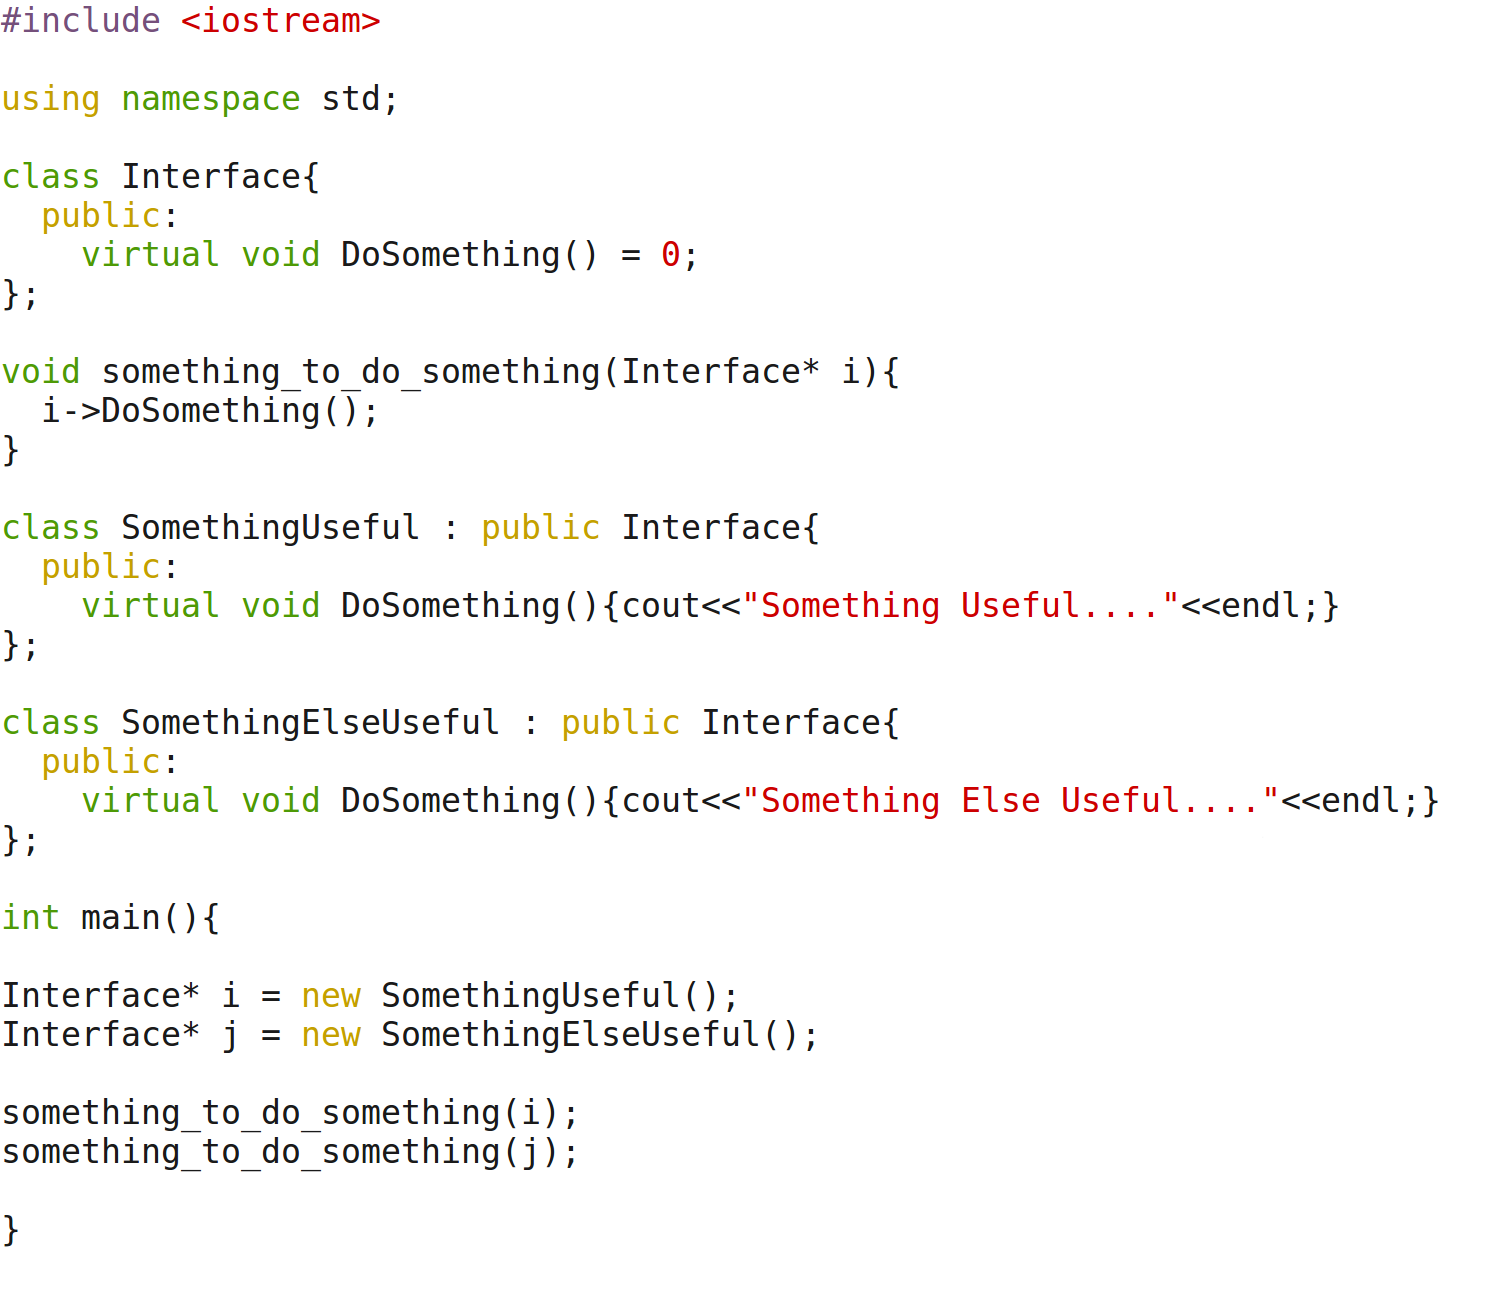 #include <iostream>
using namespace std;
class Interface{
  public:
    virtual void DoSomething() = 0;
};
void something_to_do_something(Interface* i){
  i->DoSomething();
}
class SomethingUseful : public Interface{
  public:
    virtual void DoSomething(){cout<<"Something Useful...."<<endl;}
};
class SomethingElseUseful : public Interface{
  public:
    virtual void DoSomething(){cout<<"Something Else Useful...."<<endl;}
};
int main(){
Interface* i = new SomethingUseful();
Interface* j = new SomethingElseUseful();
something_to_do_something(i);
something_to_do_something(j);
}